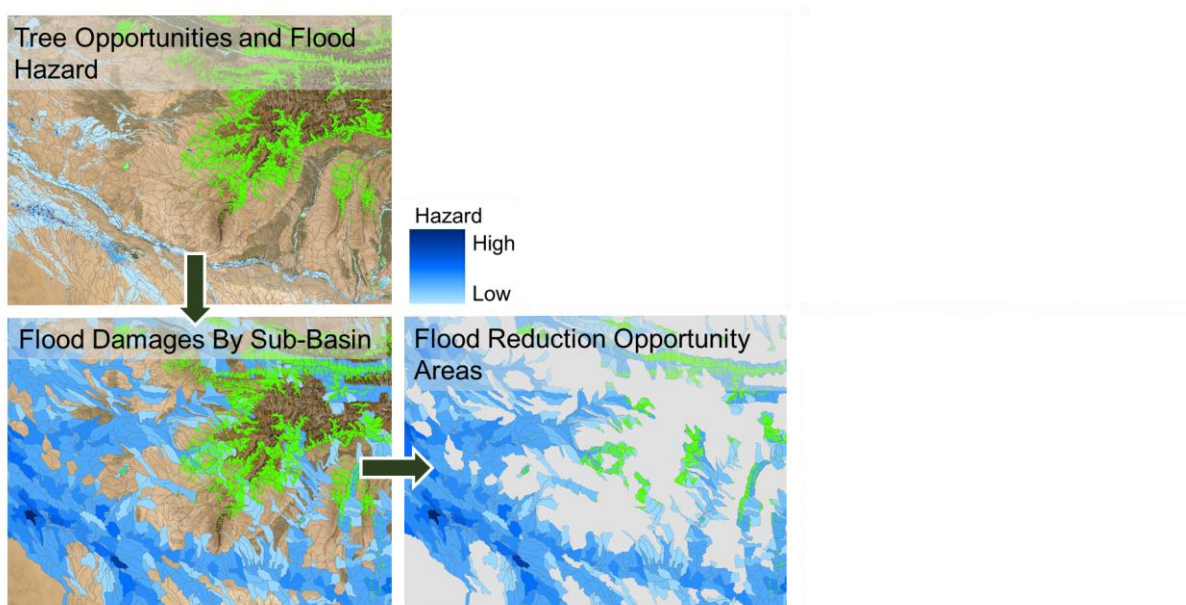 Tree Opportunities and Flood
Hazard
Hazard
High
Low
Flood Damages By Sub-Basin
Flood Reduction Opportunity
Areas